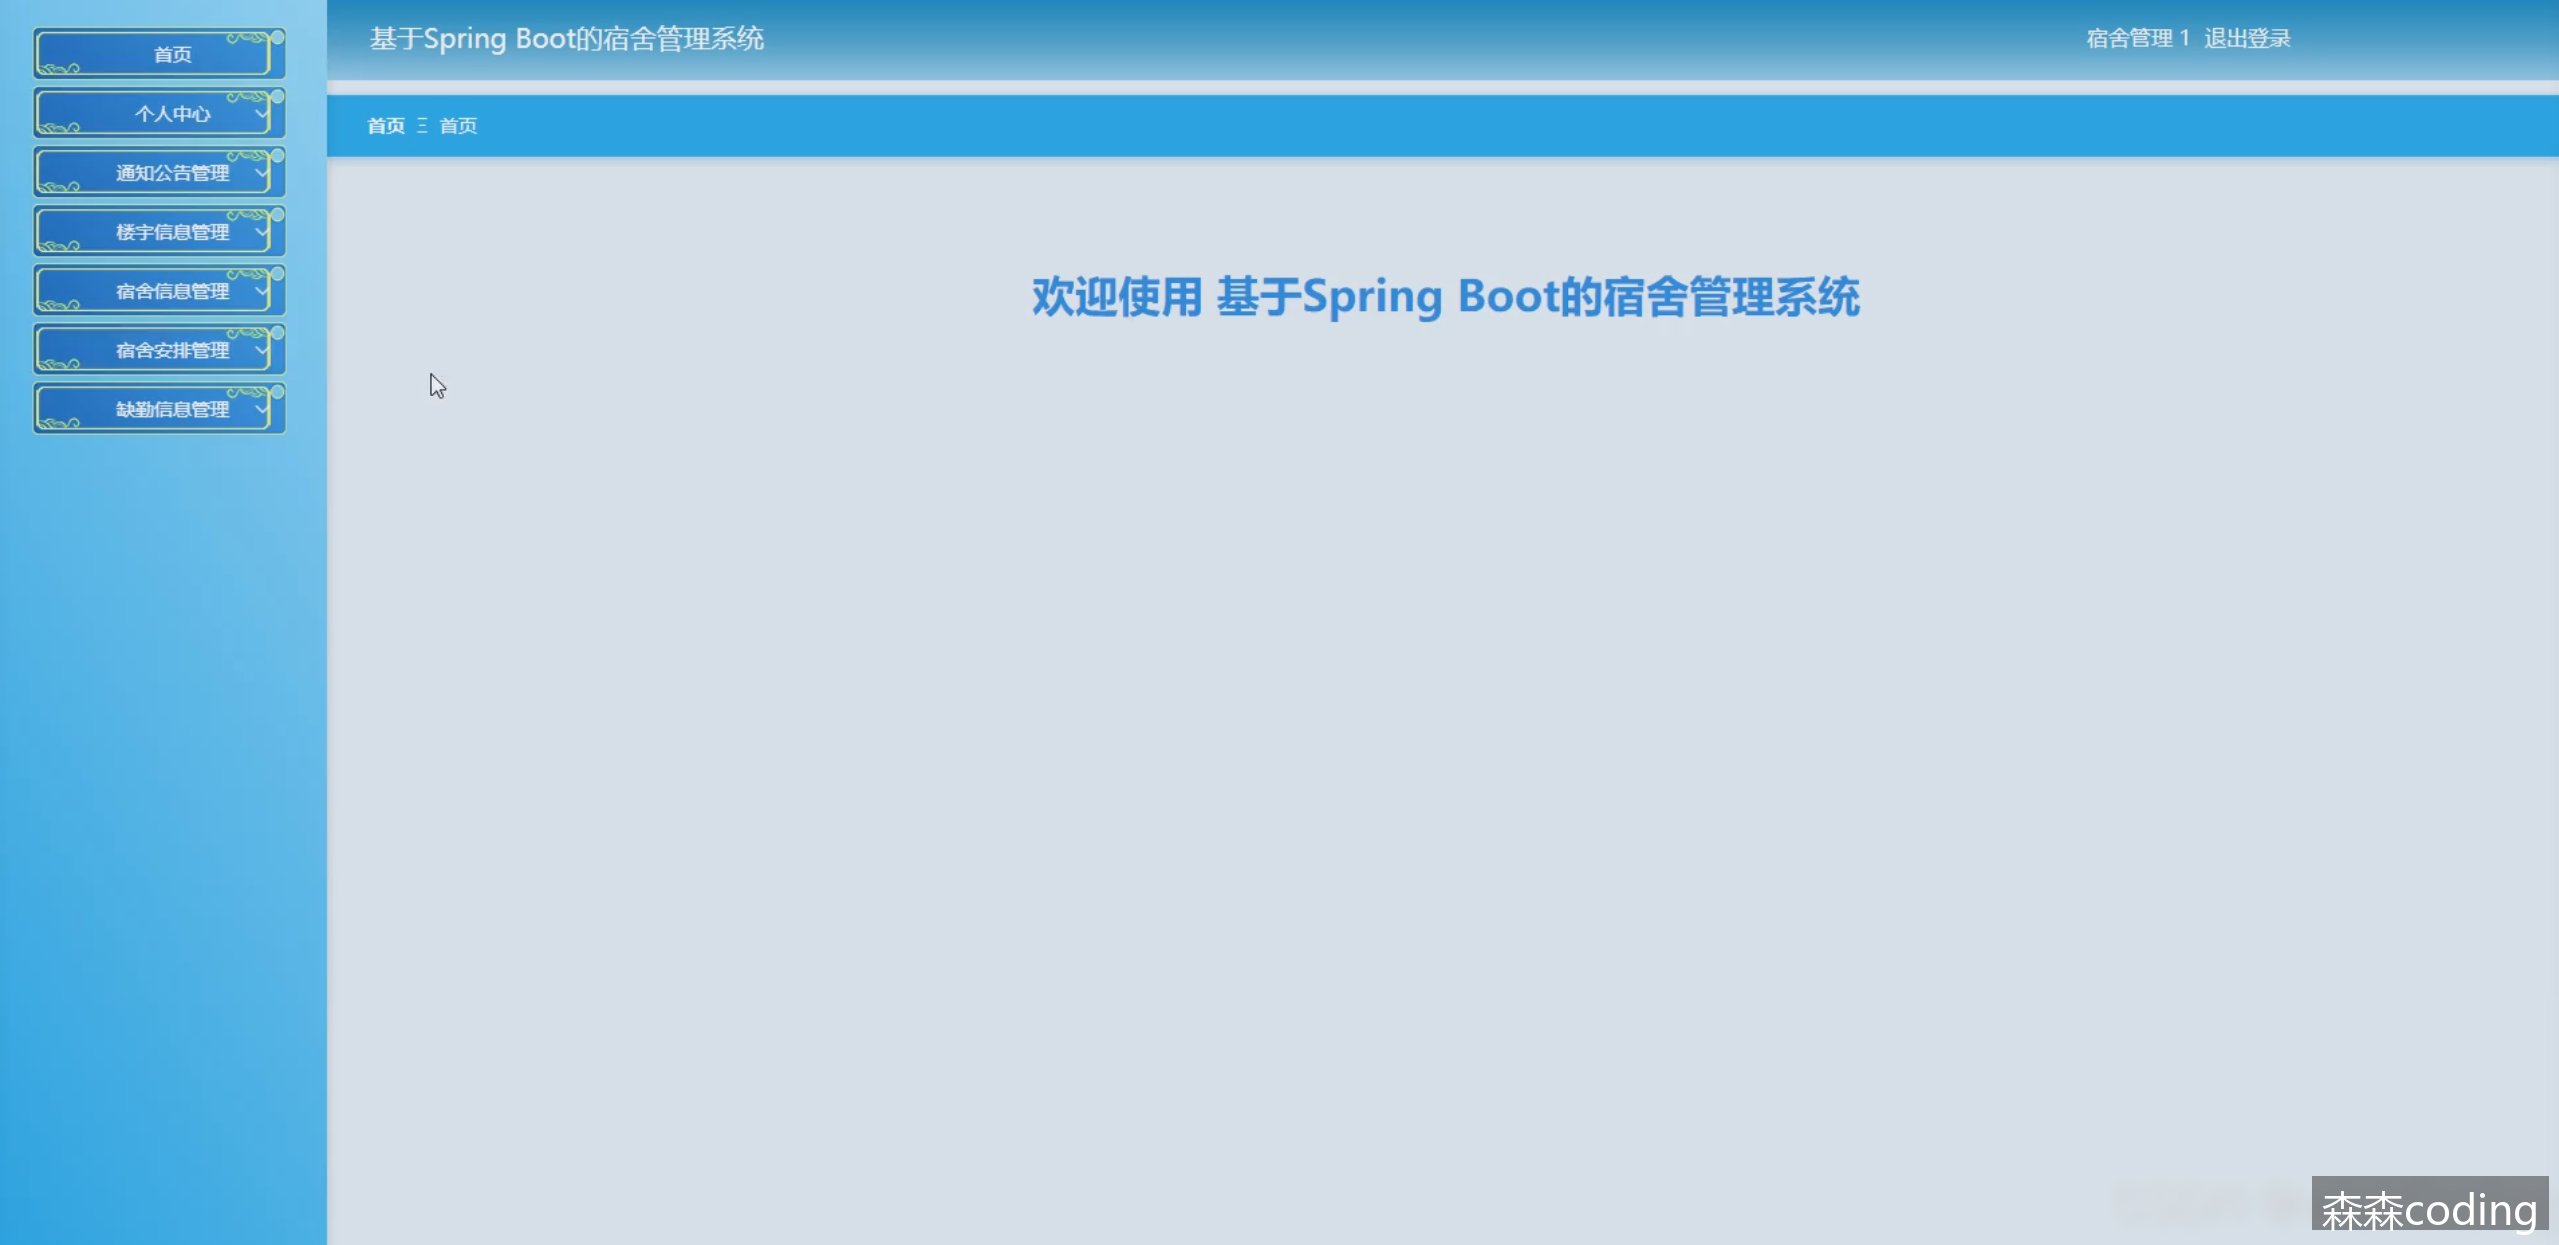 首页
个人中心
通知公告管理
楼宇信息管理
宿舍信息管理
宿舍安排管理
缺勤信息管理
基于Spring Boot的宿舍管理系统
宿舍管理 1 退出登录
首页 Ξ 首页
欢迎使用 基于Spring Boot的宿舍管理系统
森森coding